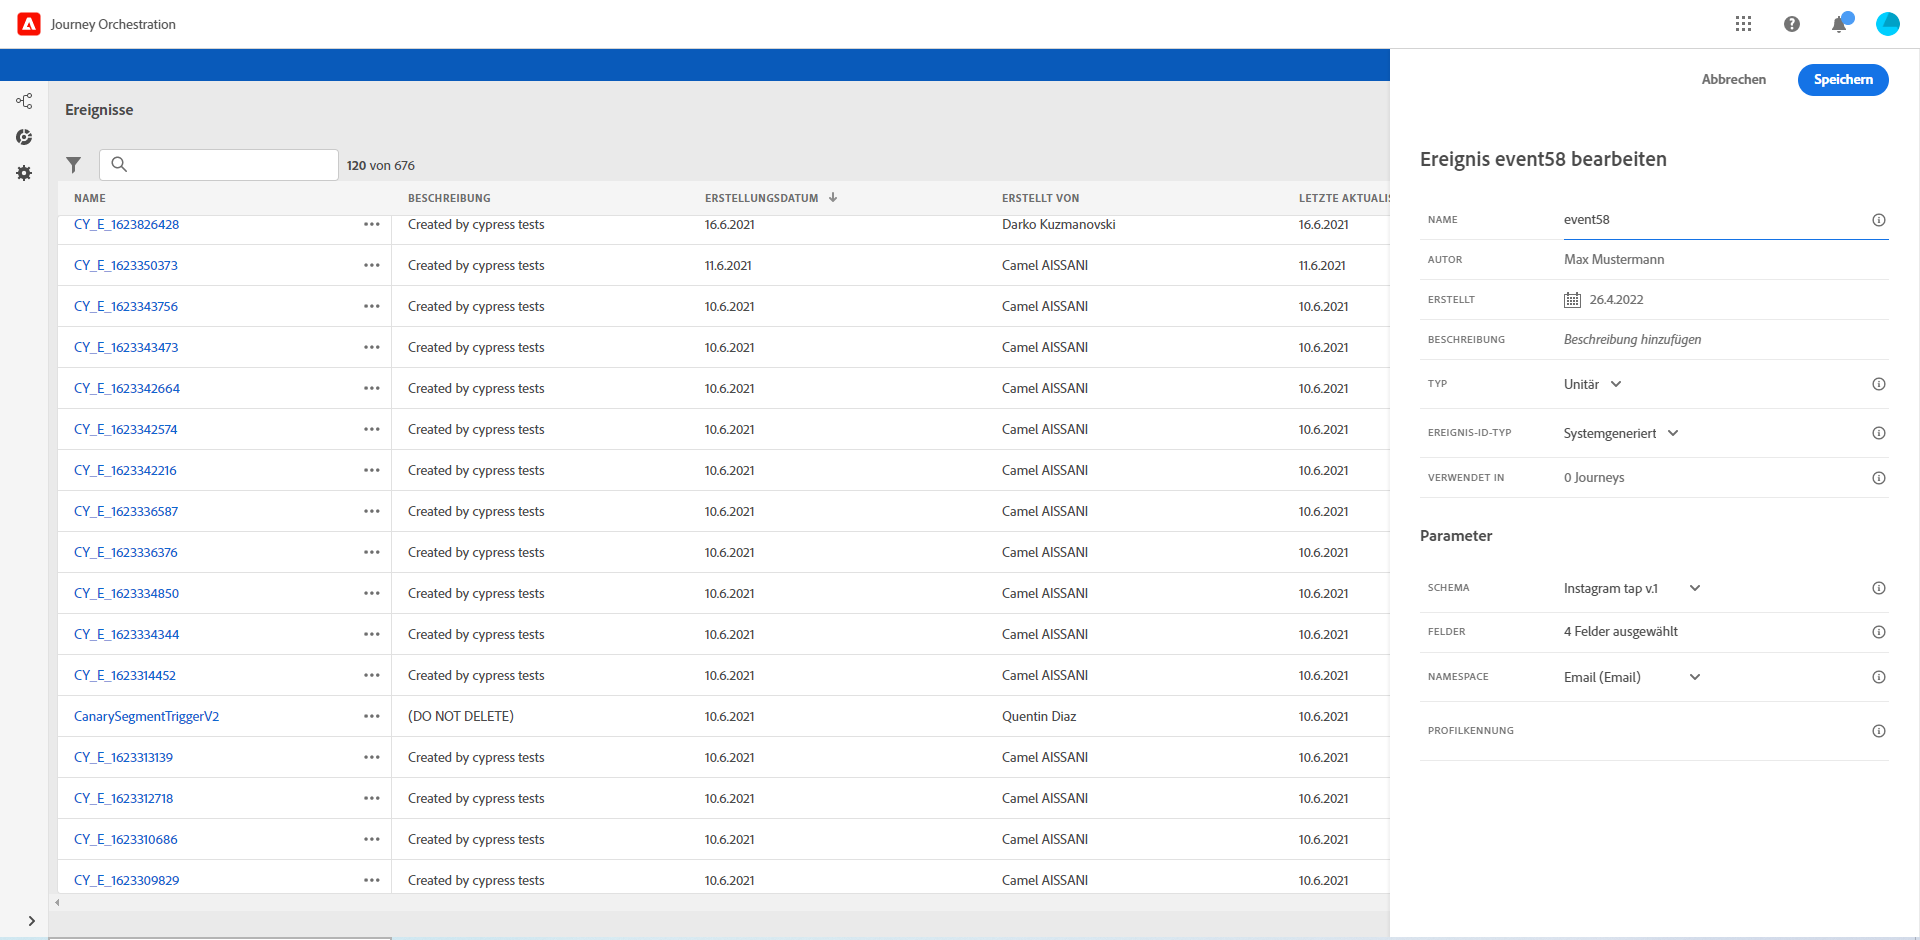 Journey Orchestration
Abbrechen
Speichern
Ereignisse
120 von 676
NAME BESCHREIBUNG ERSTELLUNGSDATUM ERSTELLT VON LETZTE AKTUALIS
CY_E_1623826428 Created by cypress tests 16.6.2021 Darko Kuzmanovski 16.6.2021
CY_E_1623350373 Created by cypress tests 11.6.2021 Camel AISSANI 11.6.2021
CY_E_1623343756 Created by cypress tests 10.6.2021 Camel AISSANI 10.6.2021
CY_E_1623343473 Created by cypress tests 10.6.2021 Camel AISSANI 10.6.2021
CY_E_1623342664 Created by cypress tests 10.6.2021 Camel AISSANI 10.6.2021
CY_E_1623342574 Created by cypress tests 10.6.2021 Camel AISSANI 10.6.2021
CY_E_1623342216 Created by cypress tests 10.6.2021 Camel AISSANI 10.6.2021
CY_E_1623336587 Created by cypress tests 10.6.2021 Camel AISSANI 10.6.2021
CY_E_1623336376 Created by cypress tests 10.6.2021 Camel AISSANI 10.6.2021
CY_E_1623334850 Created by cypress tests 10.6.2021 Camel AISSANI 10.6.2021
CY_E_1623334344 Created by cypress tests 10.6.2021 Camel AISSANI 10.6.2021
CY_E_1623314452 Created by cypress tests 10.6.2021 Camel AISSANI 10.6.2021
CanarySegmentTriggerV2 (DO NOT DELETE) 10.6.2021 Quentin Diaz 10.6.2021
CY_E_1623313139 Created by cypress tests 10.6.2021 Camel AISSANI 10.6.2021
CY_E_1623312718 Created by cypress tests 10.6.2021 Camel AISSANI 10.6.2021
CY_E_1623310686 Created by cypress tests 10.6.2021 Camel AISSANI 10.6.2021
CY_E_1623309829 Created by cypress tests 10.6.2021 Camel AISSANI 10.6.2021
Ereignis event58 bearbeiten
NAME event58
AUTOR Max Mustermann
ERSTELLT 26.4.2022
BESCHREIBUNG Beschreibung hinzufügen
TYP Unitär
EREIGNIS-ID-TYP Systemgeneriert
VERWENDET IN 0 Journeys
Parameter
SCHEMA Instagram tap v.1
FELDER 4 Felder ausgewählt
NAMESPACE Email (Email)
PROFILKENNUNG